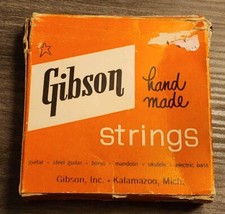 Gibson
hand
made
strings
guitar · steel guitar · banjo · mandolin · ukulele · electric bass
Gibson, Inc. • Kalamazoo, Mich.